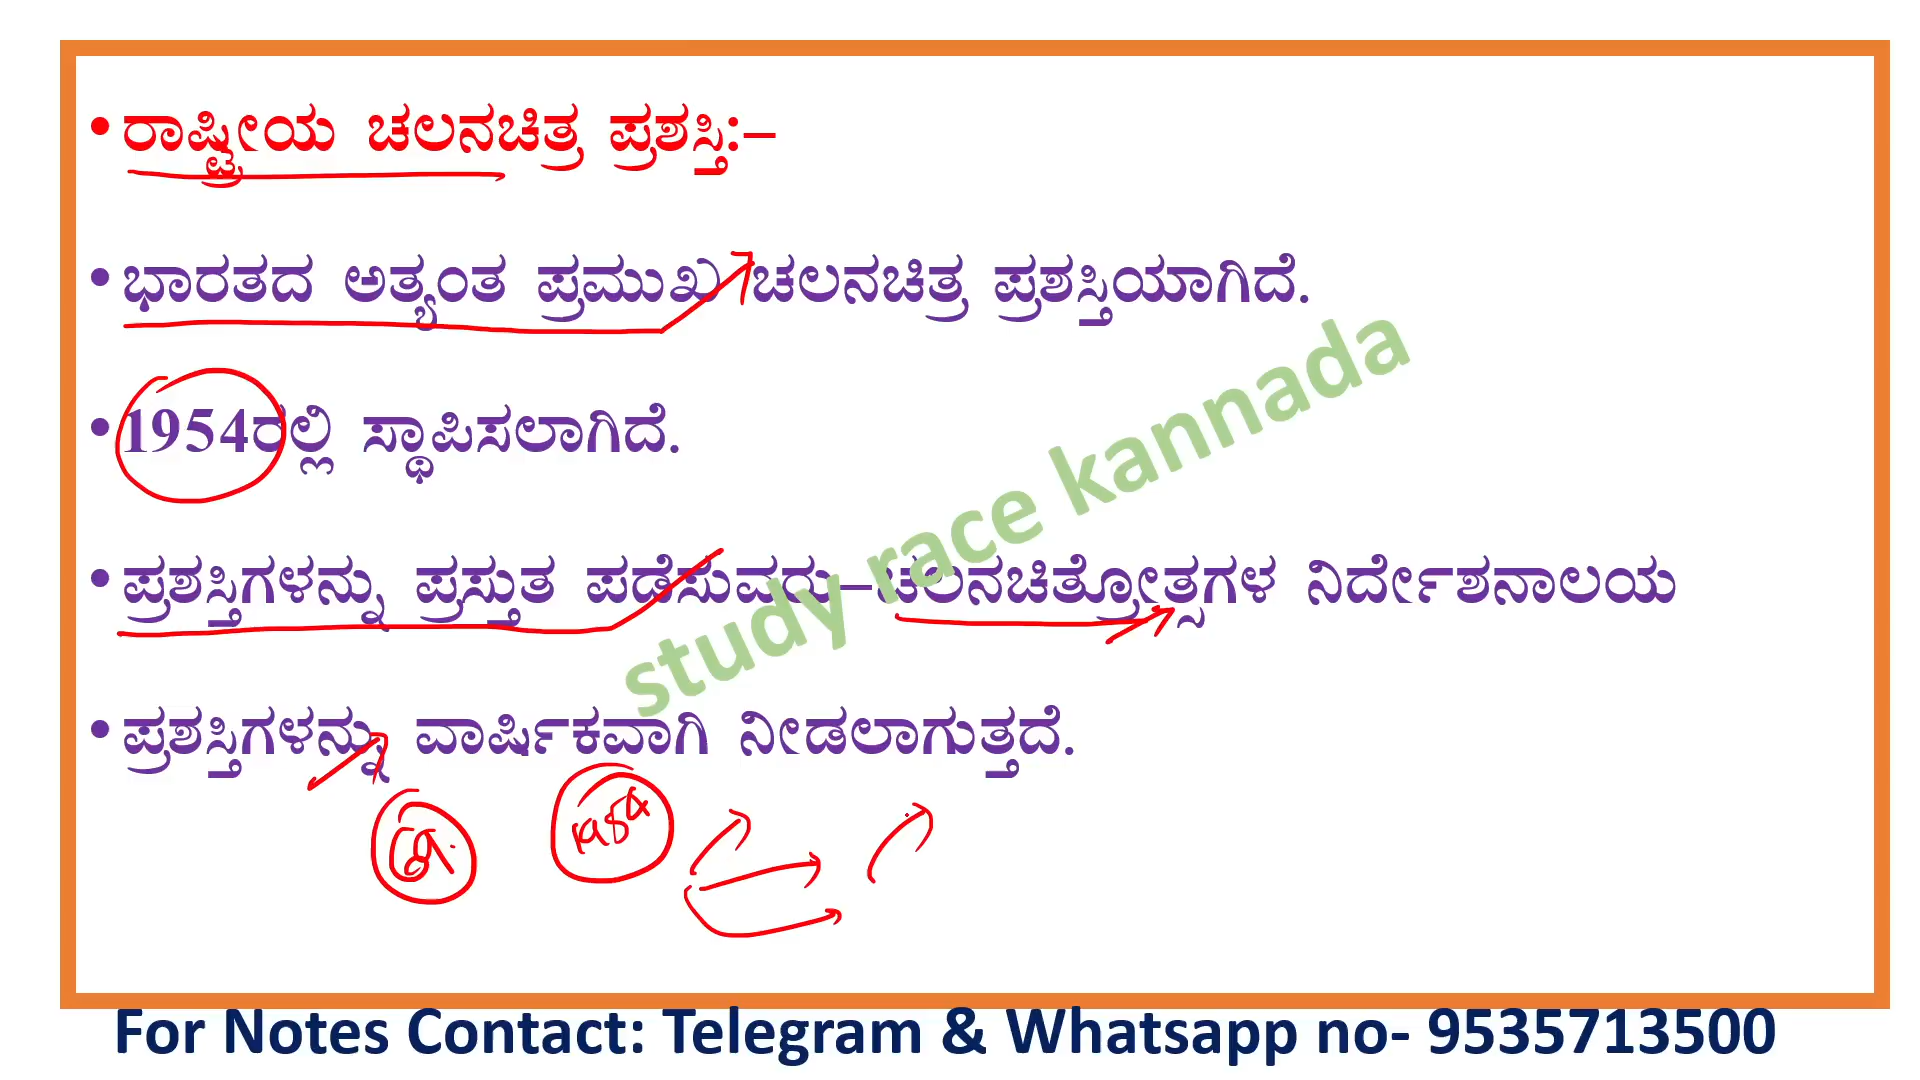 •ರಾಷ್ಟ್ರೀಯ ಚಲನಚಿತ್ರ ಪ್ರಶಸ್ತಿ:–
•ಭಾರತದ ಅತ್ಯಂತ ಪ್ರಮುಖ ಚಲನಚಿತ್ರ ಪ್ರಶಸ್ತಿಯಾಗಿದೆ.
•1954ರಲ್ಲಿ ಸ್ಥಾಪಿಸಲಾಗಿದೆ.
•ಪ್ರಶಸ್ತಿಗಳನ್ನು ಪ್ರಸ್ತುತ ಪಡೆಸುವರು–ಚಲನಚಿತ್ರೋತ್ಸಗಳ ನಿರ್ದೇಶನಾಲಯ
study race kannada
•ಪ್ರಶಸ್ತಿಗಳನ್ನು ವಾರ್ಷಿಕವಾಗಿ ನೀಡಲಾಗುತ್ತದೆ.
1954
For Notes Contact: Telegram & Whatsapp no- 9535713500